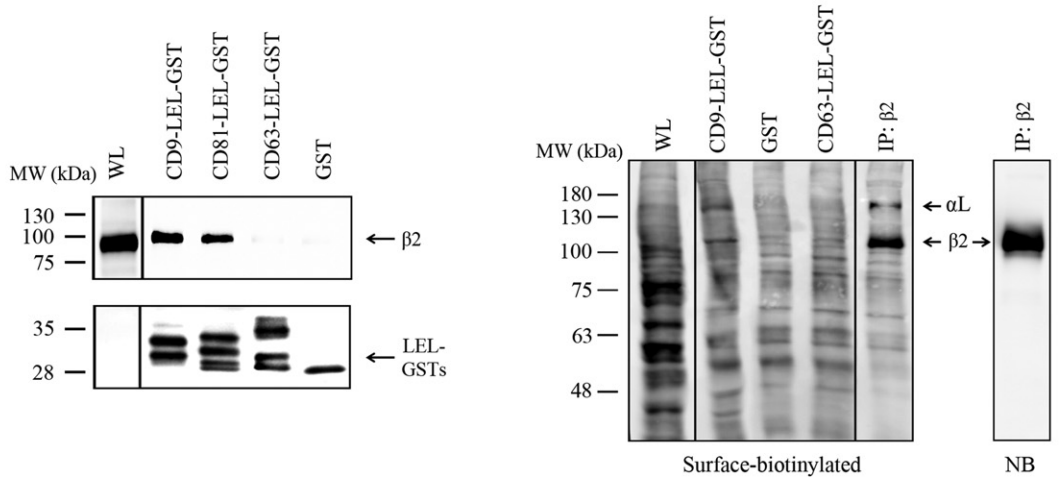 WL
CD9-LEL-GST
CD81-LEL-GST
CD63-LEL-GST
GST
MW (kDa)
130
100
75
β2
35
28
LEL-
GSTs
WL
CD9-LEL-GST
GST
CD63-LEL-GST
IP: β2
IP: β2
MW (kDa)
180
130
100
75
63
48
αL
β2
Surface-biotinylated
NB